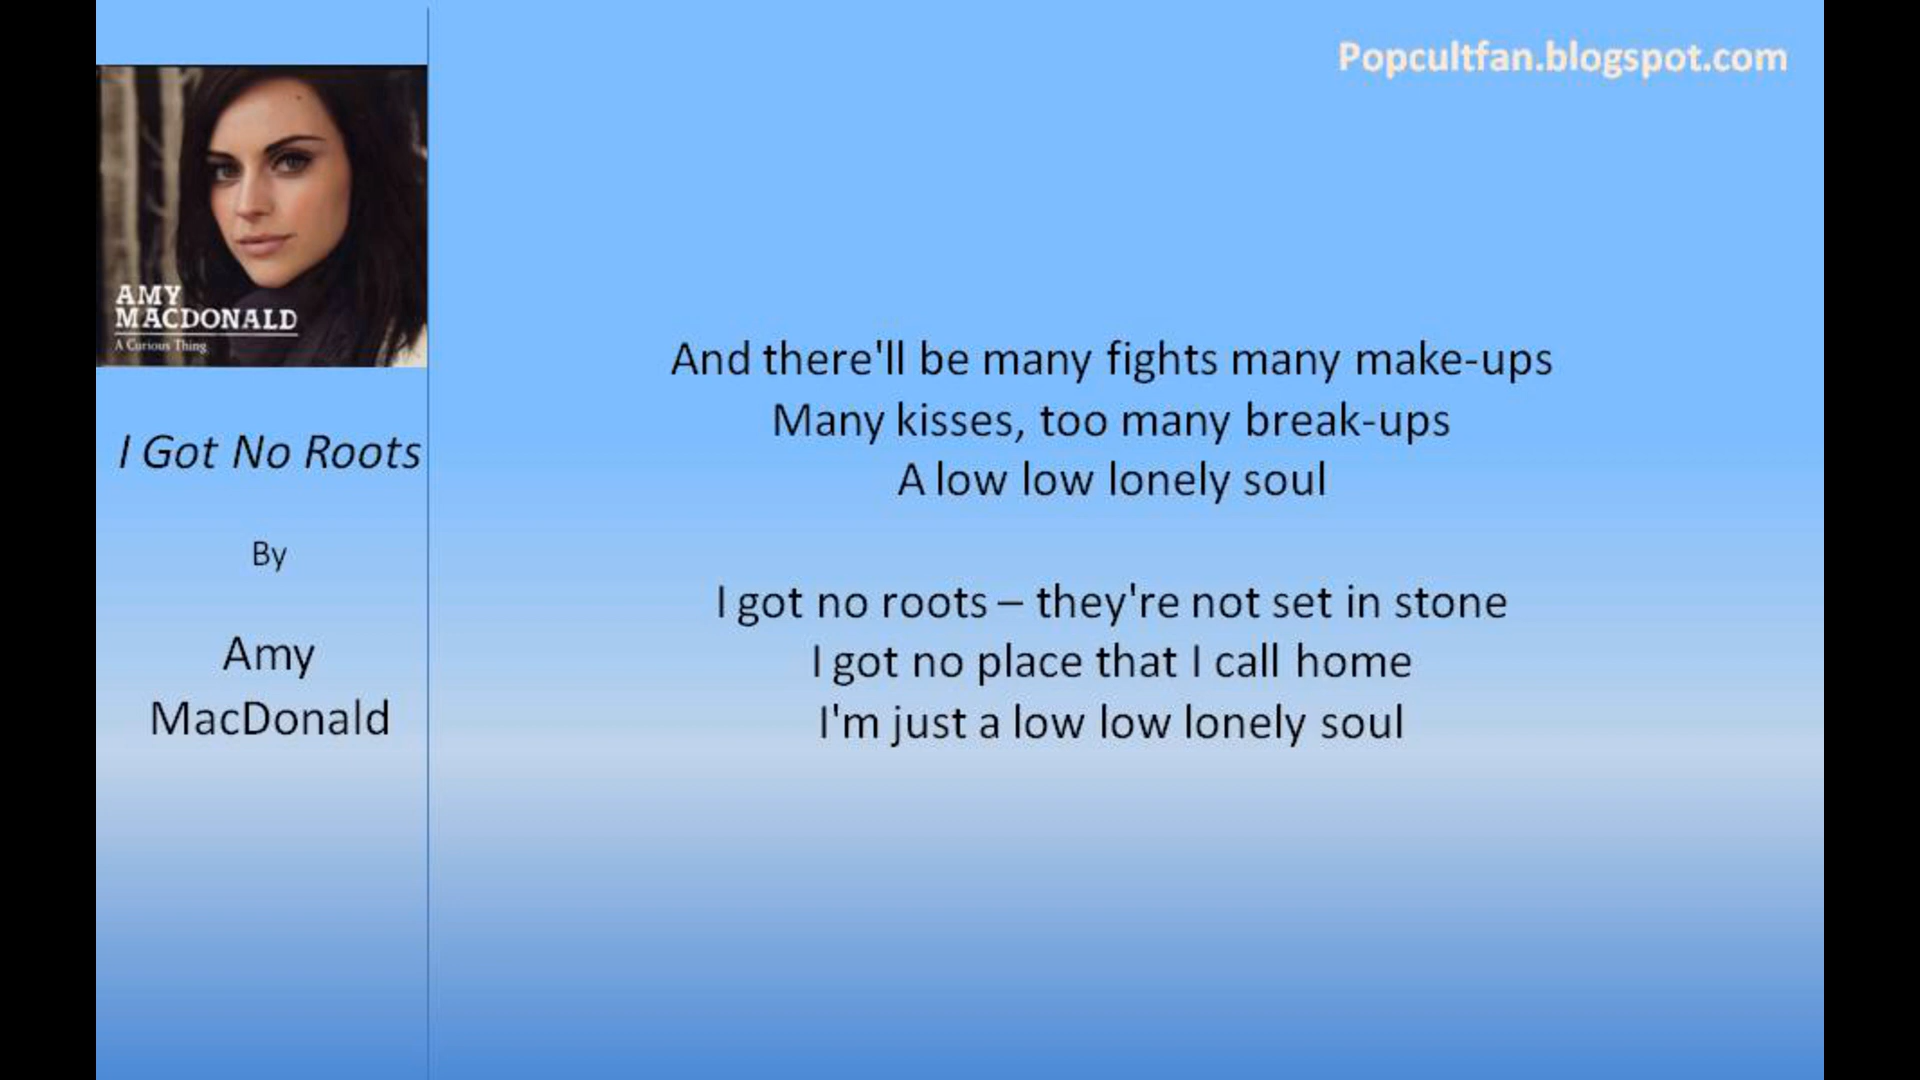 Popcultfan.blogspot.com
AMY
MACDONALD
A Curious Thing
I Got No Roots
By
Amy
MacDonald
And there'll be many fights many make-ups
Many kisses, too many break-ups
A low low lonely soul
I got no roots – they're not set in stone
I got no place that I call home
I'm just a low low lonely soul